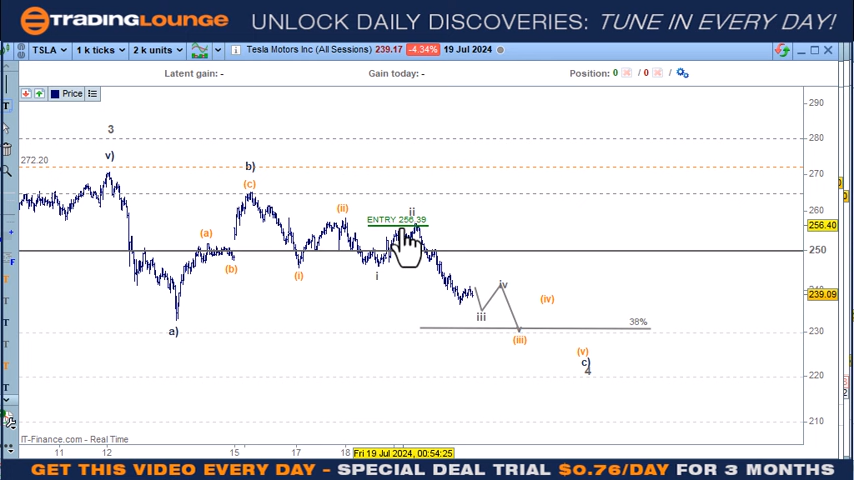 TRADINGLOUNGE
UNLOCK DAILY DISCOVERIES: TUNE IN EVERY DAY!
TSLA
1 k ticks
2 k units
i
Tesla Motors Inc (All Sessions)
239.17
-4.34%
19 Jul 2024
Latent gain: -
Gain today: -
Position: 0 / 0 /
Price
290
3
280
v)
272.20
270
b)
(c)
(ii)
ii
260
ENTRY 256.39
256.40
(a)
250
(b)
(i)
i
iv
(iv)
239.09
iii
38%
a)
230
(iii)
(v)
c)
4
220
210
IT-Finance.com - Real Time
11
12
15
16
17
18
Fri 19 Jul 2024, 00:54:25
GET THIS VIDEO EVERY DAY - SPECIAL DEAL TRIAL $0.76/DAY FOR 3 MONTHS